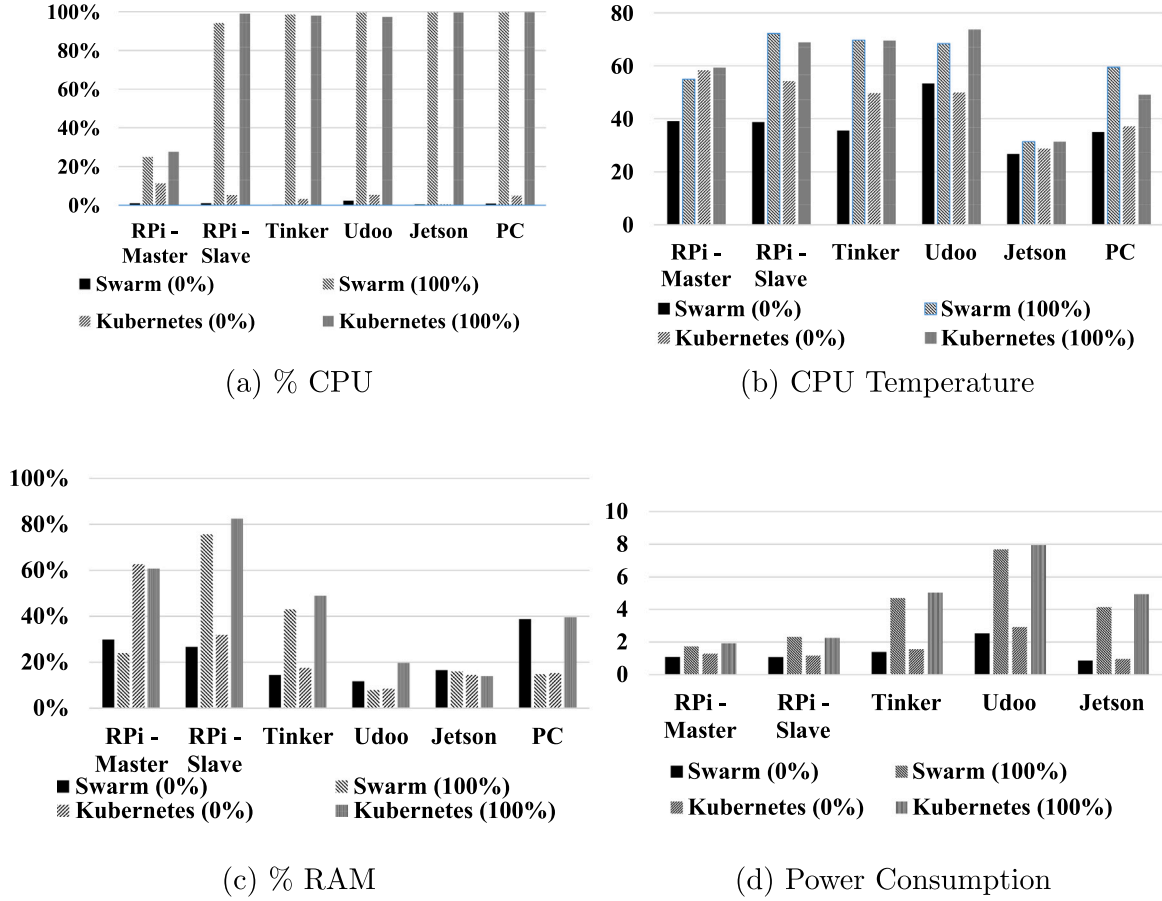 100%
80%
60%
40%
20%
0%
RPi - Master
RPi - Slave
Tinker
Udoo
Jetson
PC
Swarm (0%)
Swarm (100%)
Kubernetes (0%)
Kubernetes (100%)
(a) % CPU
80
60
40
20
0
RPi - Master
RPi - Slave
Tinker
Udoo
Jetson
PC
Swarm (0%)
Swarm (100%)
Kubernetes (0%)
Kubernetes (100%)
(b) CPU Temperature
100%
80%
60%
40%
20%
0%
RPi - Master
RPi - Slave
Tinker
Udoo
Jetson
PC
Swarm (0%)
Swarm (100%)
Kubernetes (0%)
Kubernetes (100%)
(c) % RAM
10
8
6
4
2
0
RPi - Master
RPi - Slave
Tinker
Udoo
Jetson
Swarm (0%)
Swarm (100%)
Kubernetes (0%)
Kubernetes (100%)
(d) Power Consumption